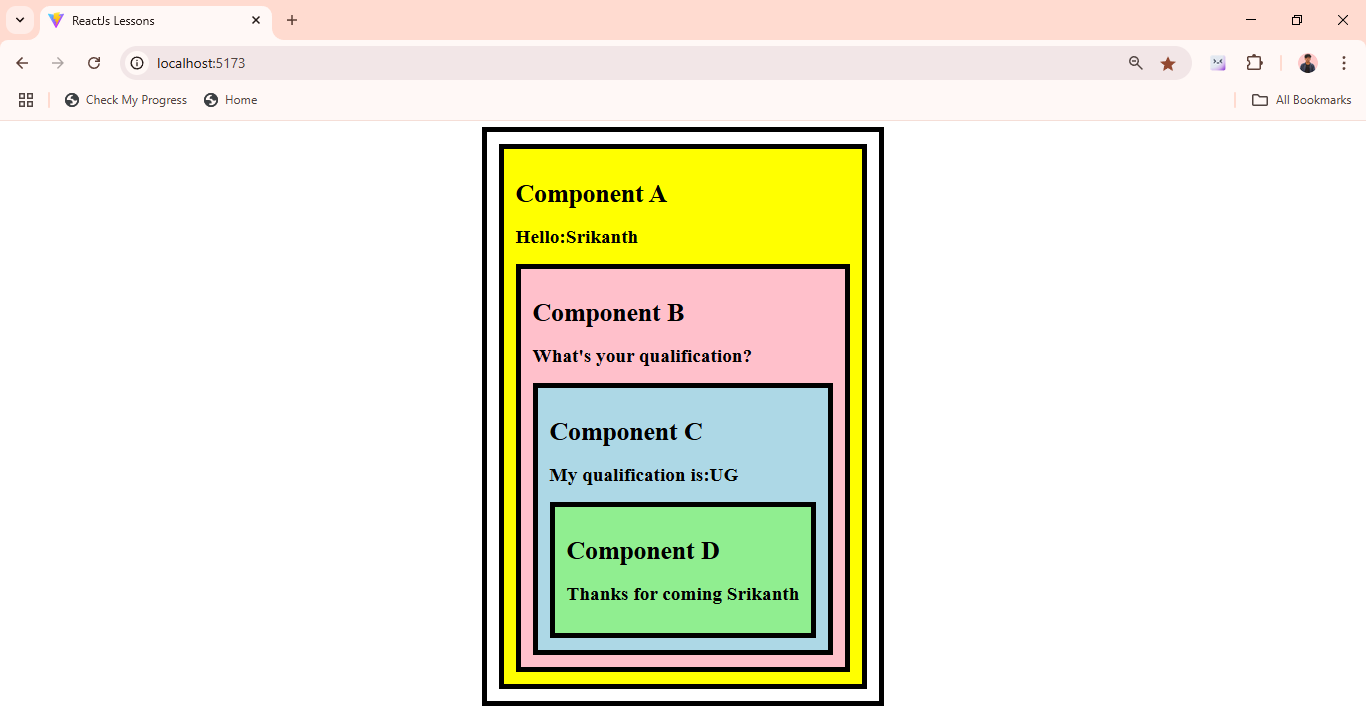 ReactJs Lessons
localhost:5173
Check My Progress Home All Bookmarks
Component A
Hello:Srikanth
Component B
What's your qualification?
Component C
My qualification is:UG
Component D
Thanks for coming Srikanth